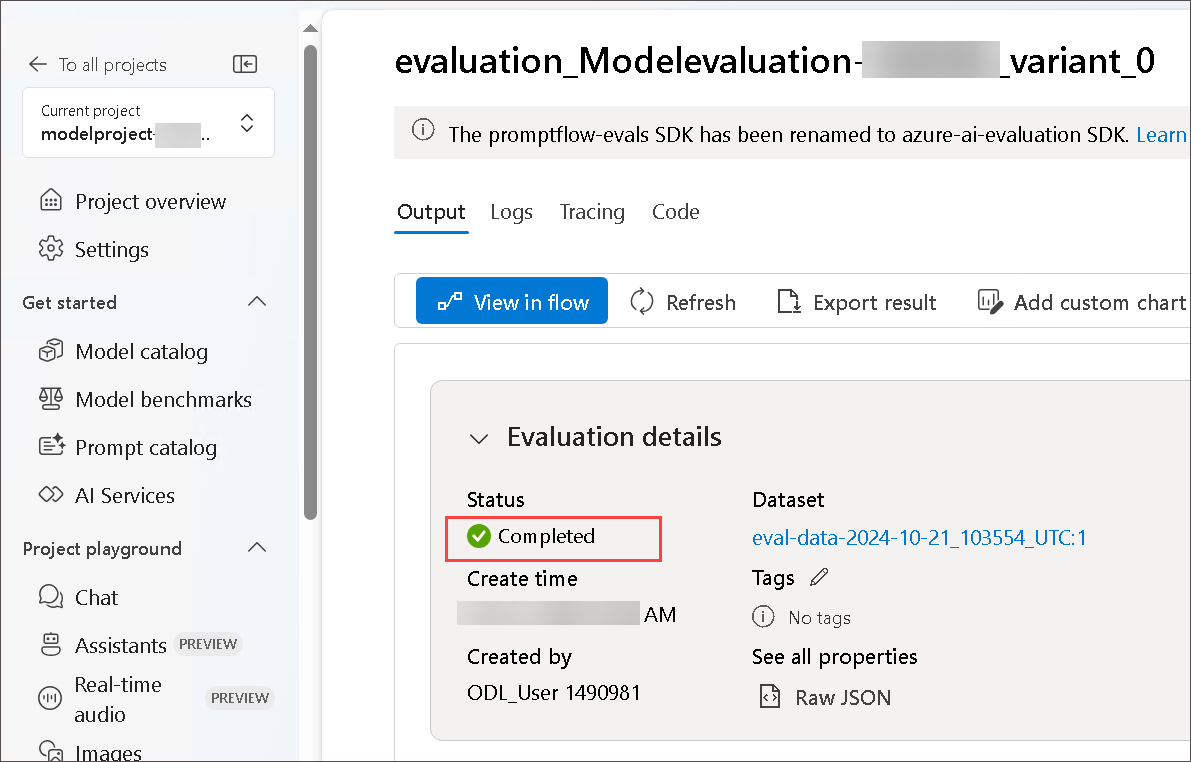 To all projects
Current project
modelproject- ..
Project overview
Settings
Get started
Model catalog
Model benchmarks
Prompt catalog
AI Services
Project playground
Chat
Assistants PREVIEW
Real-time audio PREVIEW
Images
evaluation_Modelevaluation- _variant_0
The promptflow-evals SDK has been renamed to azure-ai-evaluation SDK. Learn
Output Logs Tracing Code
View in flow Refresh Export result Add custom chart
Evaluation details
Status
Completed
Create time
AM
Created by
ODL_User 1490981
Dataset
eval-data-2024-10-21_103554_UTC:1
Tags
No tags
See all properties
Raw JSON